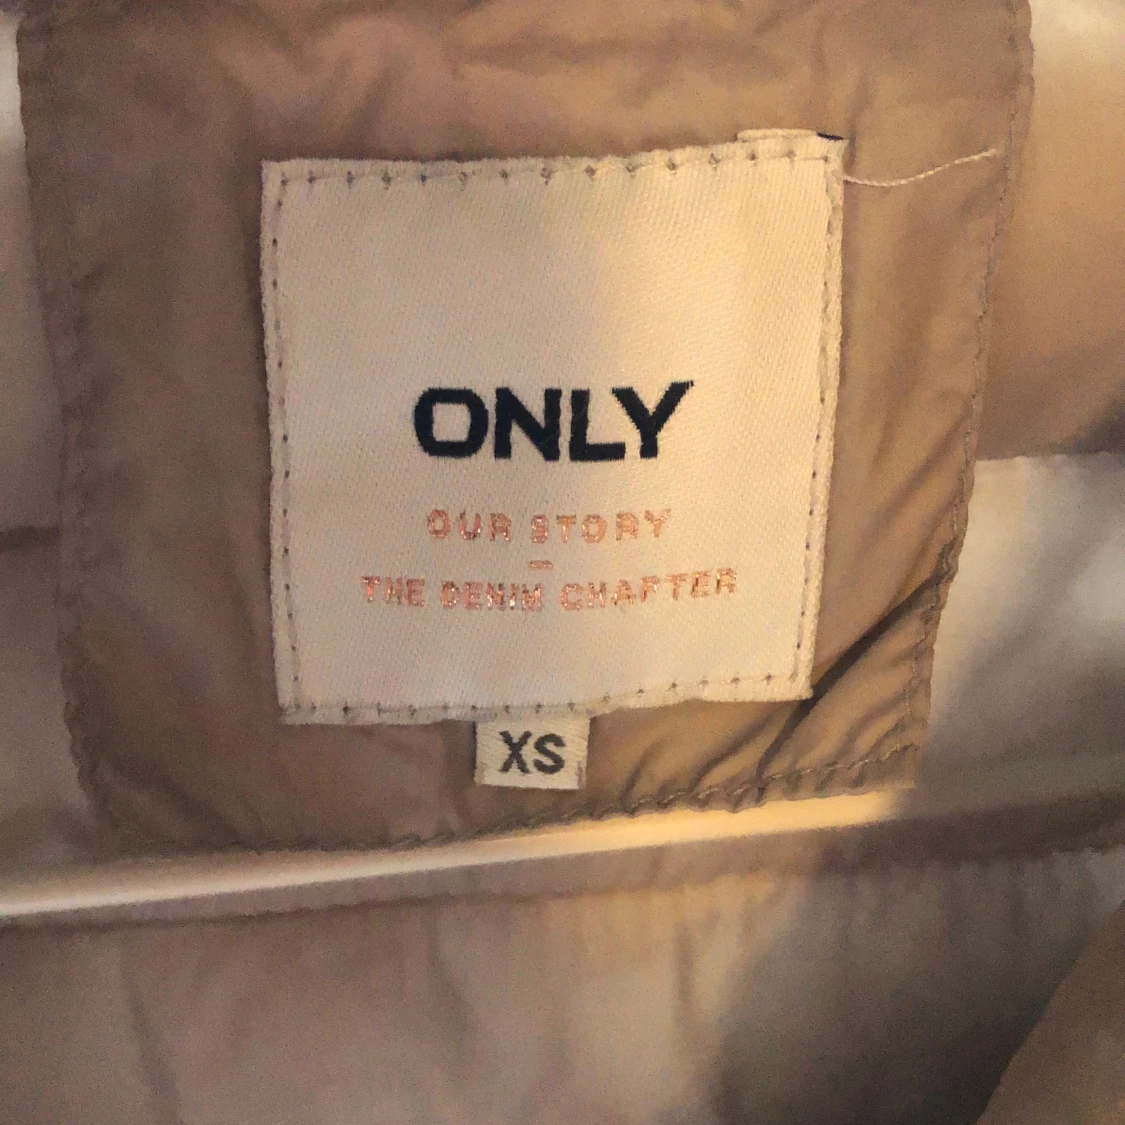 ONLY
OUR STORY
–
THE DENIM CHAPTER
XS